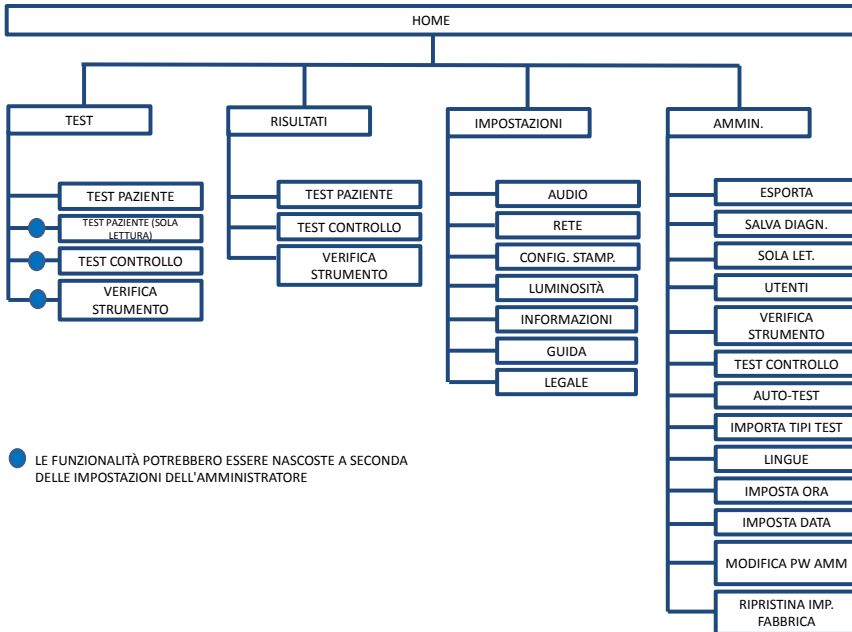 HOME
TEST
TEST PAZIENTE
TEST PAZIENTE (SOLA
LETTURA)
TEST CONTROLLO
VERIFICA
STRUMENTO
RISULTATI
TEST PAZIENTE
TEST CONTROLLO
VERIFICA
STRUMENTO
IMPOSTAZIONI
AUDIO
RETE
CONFIG. STAMP.
LUMINOSITÀ
INFORMAZIONI
GUIDA
LEGALE
AMMIN.
ESPORTA
SALVA DIAGN.
SOLA LET.
UTENTI
VERIFICA
STRUMENTO
TEST CONTROLLO
AUTO-TEST
IMPORTA TIPI TEST
LINGUE
IMPOSTA ORA
IMPOSTA DATA
MODIFICA PW AMM
RIPRISTINA IMP.
FABBRICA
LE FUNZIONALITÀ POTREBBERO ESSERE NASCOSTE A SECONDA
DELLE IMPOSTAZIONI DELL'AMMINISTRATORE